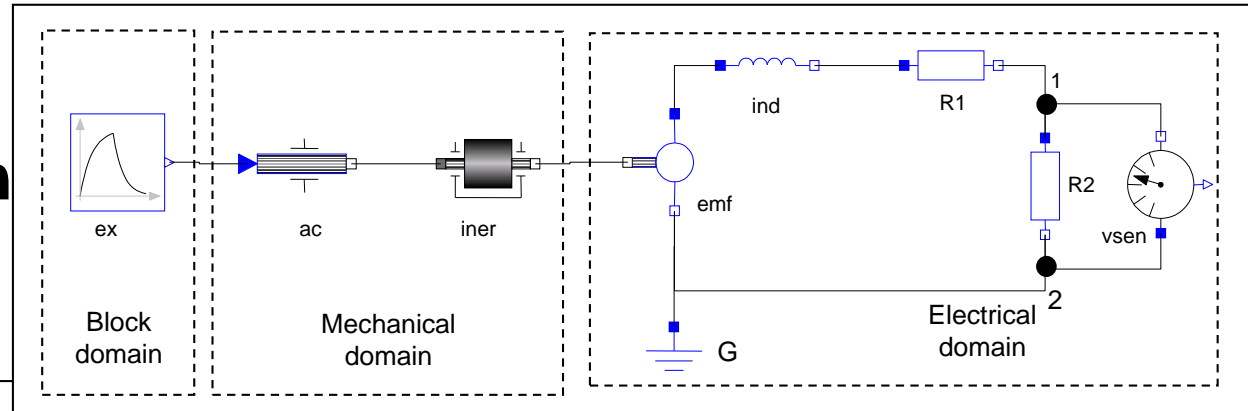 ex
ac
iner
emf
ind
R1
1
R2
vsen
2
G
Block
domain
Mechanical
domain
Electrical
domain